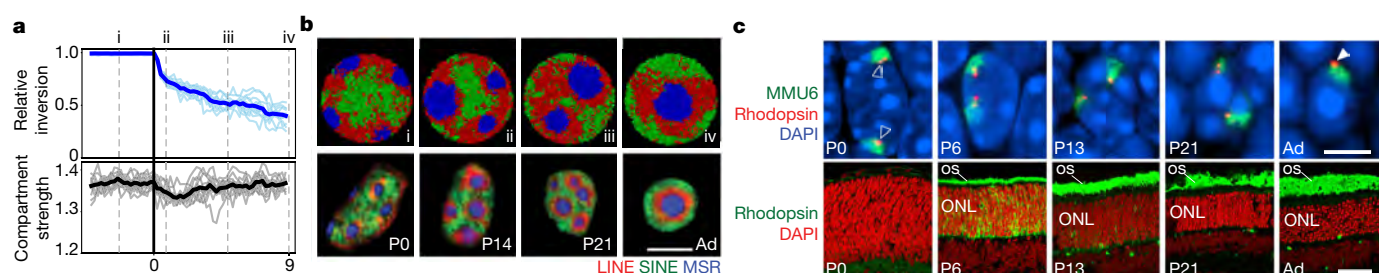 a
i ii iii iv
1.0
0.5
0
Relative
inversion
1.4
1.3
1.2
Compartment
strength
0 9
b
i ii iii iv
P0 P14 P21 Ad
LINE SINE MSR
c
MMU6
Rhodopsin
DAPI
P0 P6 P13 P21 Ad
Rhodopsin
DAPI
os os os os
ONL ONL ONL ONL
P0 P6 P13 P21 Ad